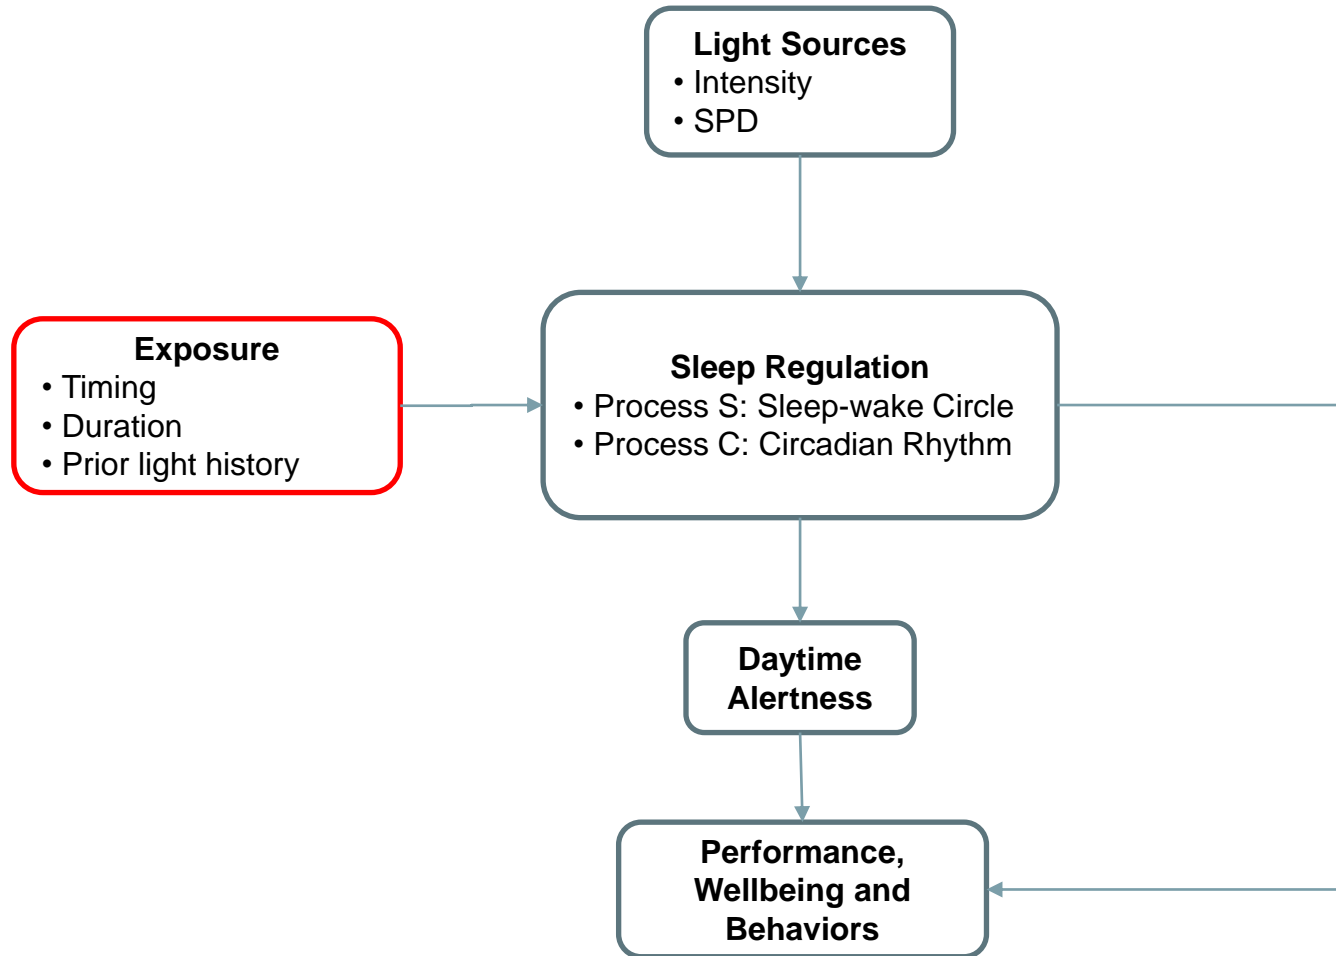 Light Sources
• Intensity
• SPD
Exposure
• Timing
• Duration
• Prior light history
Sleep Regulation
• Process S: Sleep-wake Circle
• Process C: Circadian Rhythm
Daytime
Alertness
Performance,
Wellbeing and
Behaviors